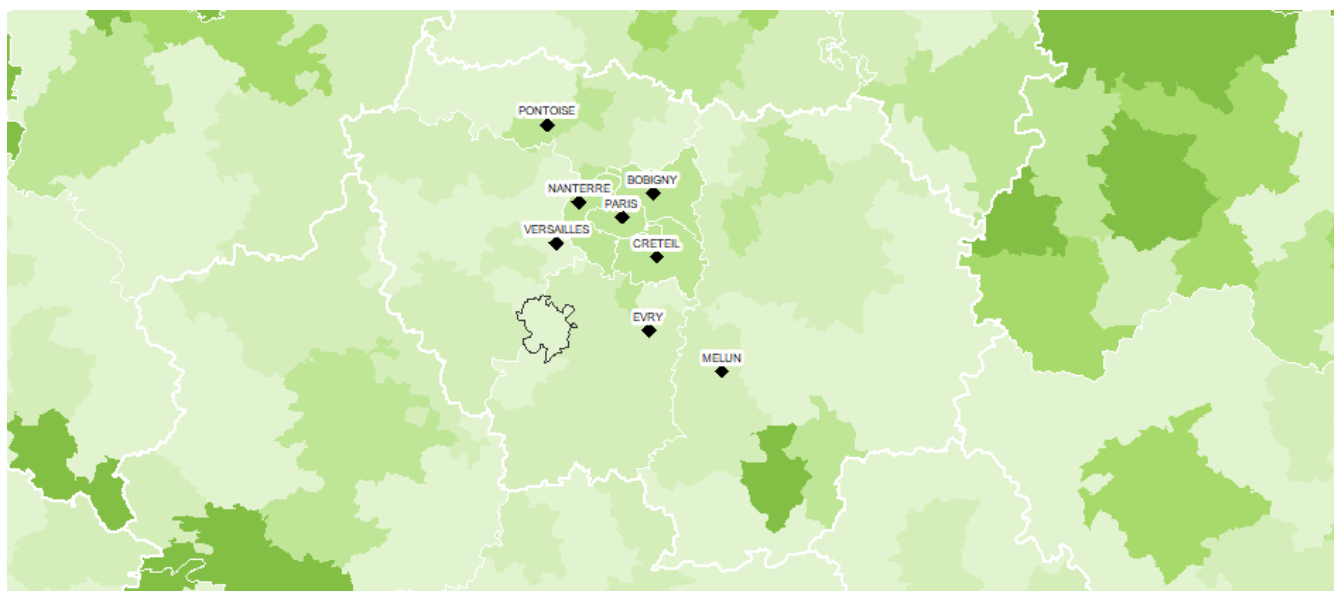 PONTOISE
BOBIGNY
NANTERRE
PARIS
VERSAILLES
CRETEIL
EVRY
MELUN